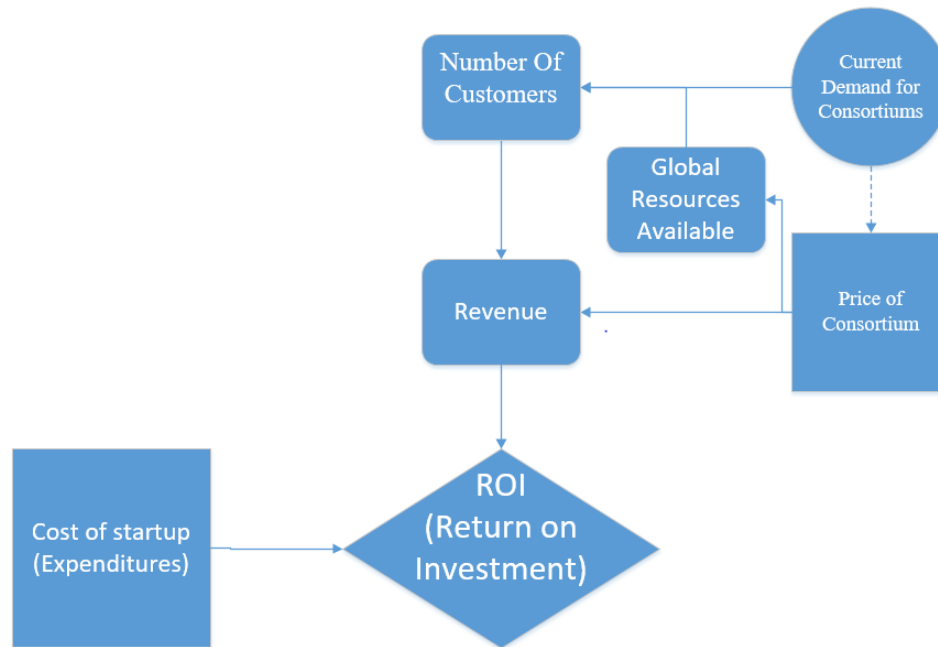 Number Of
Customers
Current
Demand for
Consortiums
Global
Resources
Available
Revenue
Price of
Consortium
Cost of startup
(Expenditures)
ROI
(Return on
Investment)